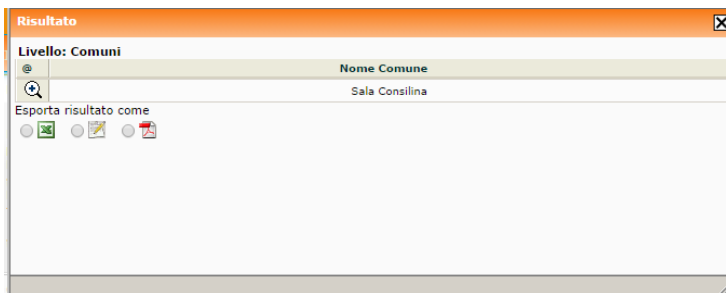 Risultato
Livello: Comuni
@ Nome Comune
Sala Consilina
Esporta risultato come